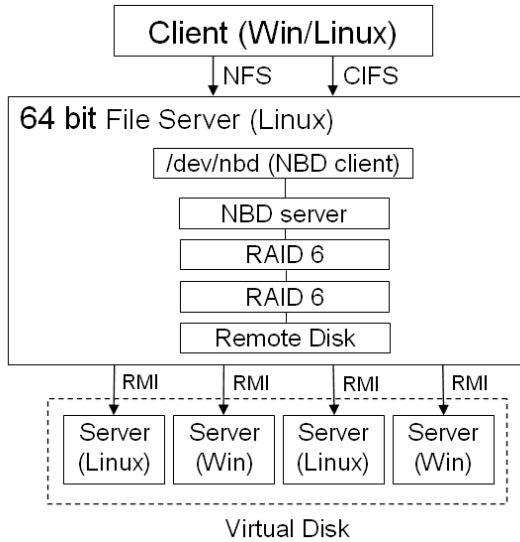 Client (Win/Linux)
NFS CIFS
64 bit File Server (Linux)
/dev/nbd (NBD client)
NBD server
RAID 6
RAID 6
Remote Disk
RMI RMI RMI RMI
Server Server Server Server
(Linux) (Win) (Linux) (Win)
Virtual Disk